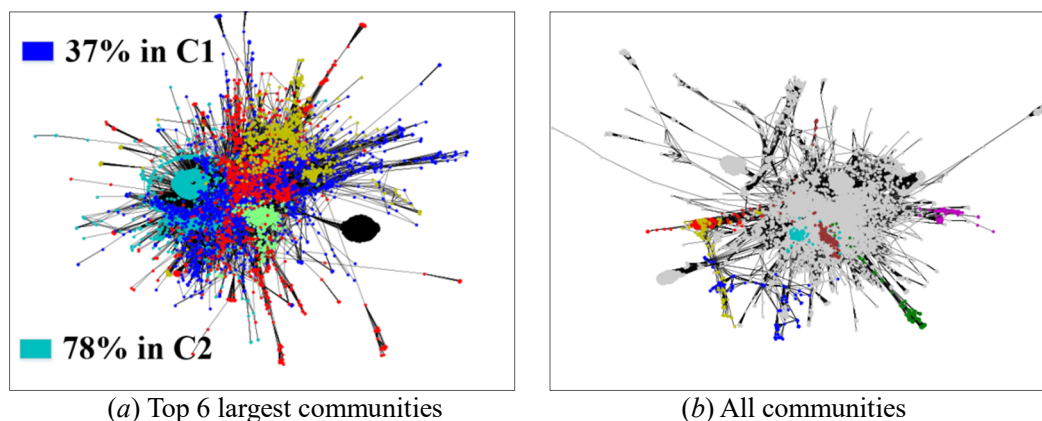 37% in C1
78% in C2
(a) Top 6 largest communities
(b) All communities